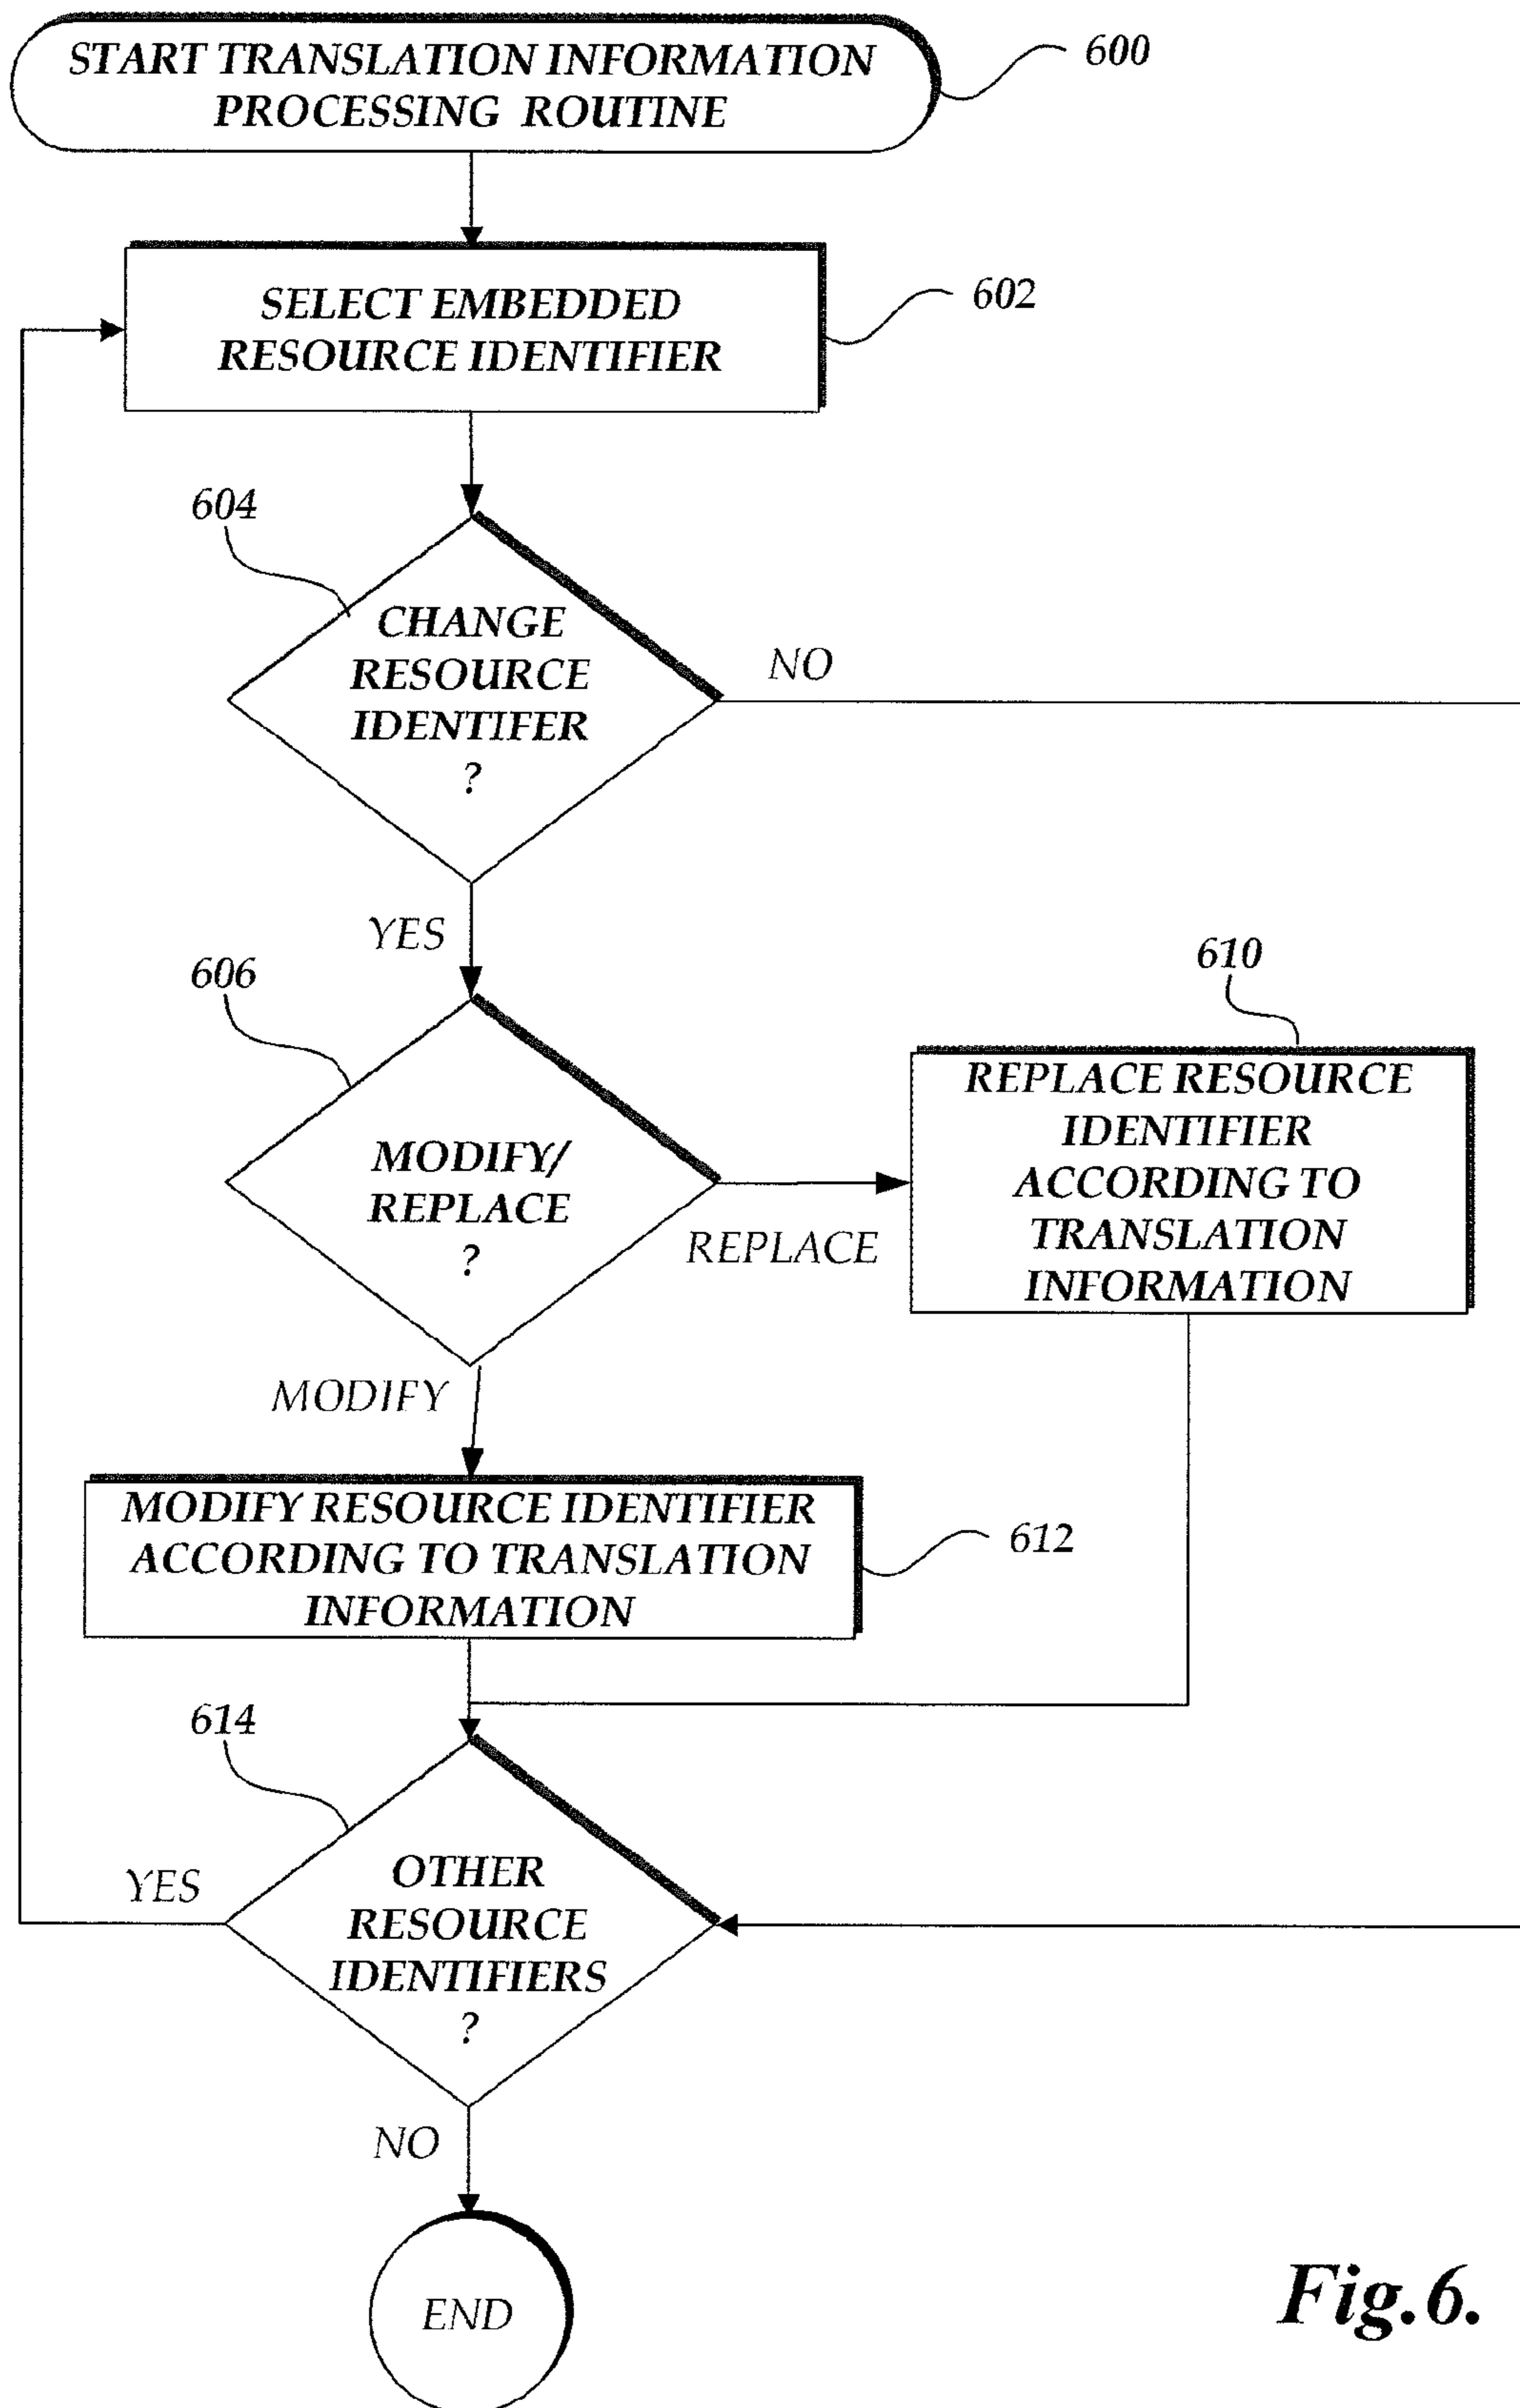 START TRANSLATION INFORMATION
PROCESSING ROUTINE
600
SELECT EMBEDDED
RESOURCE IDENTIFIER
602
604
CHANGE
RESOURCE
IDENTIFER
?
NO
YES
606
MODIFY/
REPLACE
?
REPLACE
610
REPLACE RESOURCE
IDENTIFIER
ACCORDING TO
TRANSLATION
INFORMATION
MODIFY
MODIFY RESOURCE IDENTIFIER
ACCORDING TO TRANSLATION
INFORMATION
612
614
YES
OTHER
RESOURCE
IDENTIFIERS
?
NO
END
Fig.6.